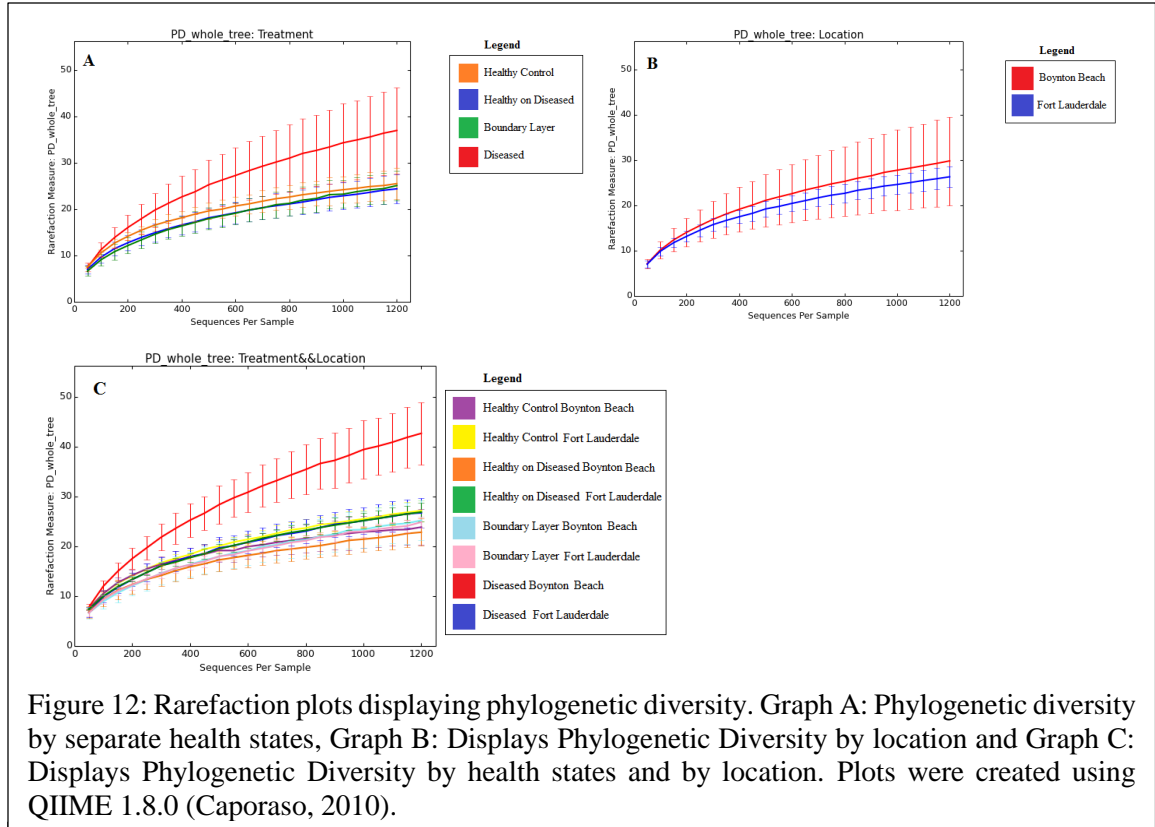 PD_whole_tree: Treatment
A
Rarefaction Measure: PD_whole_tree
50
40
30
20
10
0
0 200 400 600 800 1000 1200
Sequences Per Sample
Legend
Healthy Control
Healthy on Diseased
Boundary Layer
Diseased
PD_whole_tree: Location
B
Rarefaction Measure: PD_whole_tree
50
40
30
20
10
0
0 200 400 600 800 1000 1200
Sequences Per Sample
Legend
Boynton Beach
Fort Lauderdale
PD_whole_tree: Treatment&&Location
C
Rarefaction Measure: PD_whole_tree
50
40
30
20
10
0
0 200 400 600 800 1000 1200
Sequences Per Sample
Legend
Healthy Control Boynton Beach
Healthy Control Fort Lauderdale
Healthy on Diseased Boynton Beach
Healthy on Diseased Fort Lauderdale
Boundary Layer Boynton Beach
Boundary Layer Fort Lauderdale
Diseased Boynton Beach
Diseased Fort Lauderdale
Figure 12: Rarefaction plots displaying phylogenetic diversity. Graph A: Phylogenetic diversity
by separate health states, Graph B: Displays Phylogenetic Diversity by location and Graph C:
Displays Phylogenetic Diversity by health states and by location. Plots were created using
QIIME 1.8.0 (Caporaso, 2010).